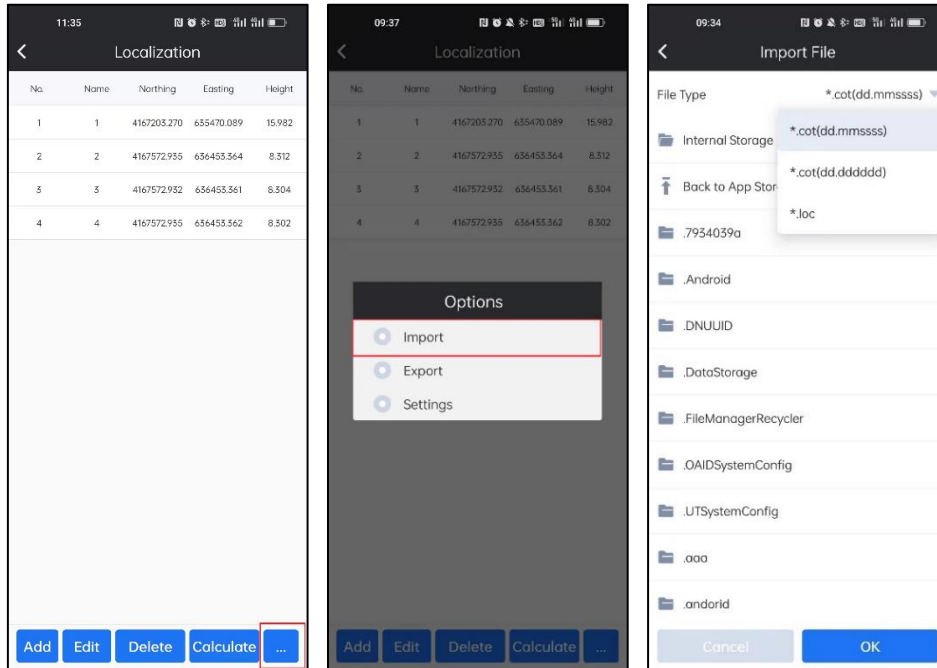 11:35
Localization
No. Name Northing Easting Height
1 1 4167203.270 635470.089 15.982
2 2 4167572.935 636453.364 8.312
3 3 4167572.932 636453.361 8.304
4 4 4167572.935 636453.362 8.302
Add Edit Delete Calculate ...
09:37
Localization
No. Name Northing Easting Height
1 1 4167203.270 635470.089 15.982
2 2 4167572.935 636453.364 8.312
3 3 4167572.932 636453.361 8.304
4 4 4167572.935 636453.362 8.302
Options
Import
Export
Settings
Add Edit Delete Calculate ...
09:34
Import File
File Type *.cot(dd.mmssss)
*.cot(dd.mmssss)
*.cot(dd.dddddd)
*.loc
Internal Storage
Back to App Stor
.7934039a
.Android
.DNUUID
.DataStorage
.FileManagerRecycler
.OAIDSystemConfig
.UTSystemConfig
.aaa
.andorid
Cancel OK